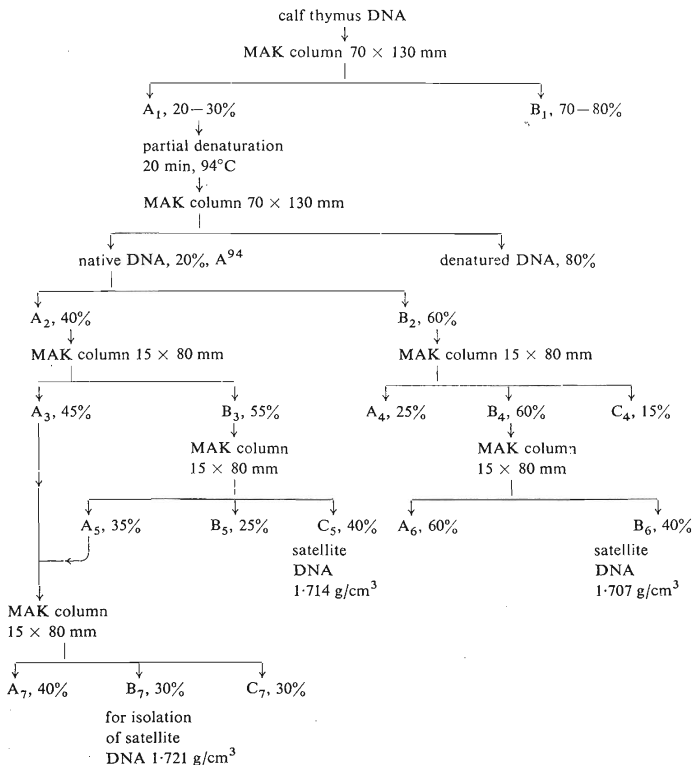 calf thymus DNA
MAK column 70 × 130 mm
A₁, 20–30% B₁, 70–80%
partial denaturation
20 min, 94°C
MAK column 70 × 130 mm
native DNA, 20%, A⁹⁴ denatured DNA, 80%
A₂, 40% B₂, 60%
MAK column 15 × 80 mm MAK column 15 × 80 mm
A₃, 45% B₃, 55% A₄, 25% B₄, 60% C₄, 15%
MAK column MAK column
15 × 80 mm 15 × 80 mm
A₅, 35% B₅, 25% C₅, 40% A₆, 60% B₆, 40%
satellite satellite
DNA DNA
1·714 g/cm³ 1·707 g/cm³
MAK column
15 × 80 mm
A₇, 40% B₇, 30% C₇, 30%
for isolation
of satellite
DNA 1·721 g/cm³